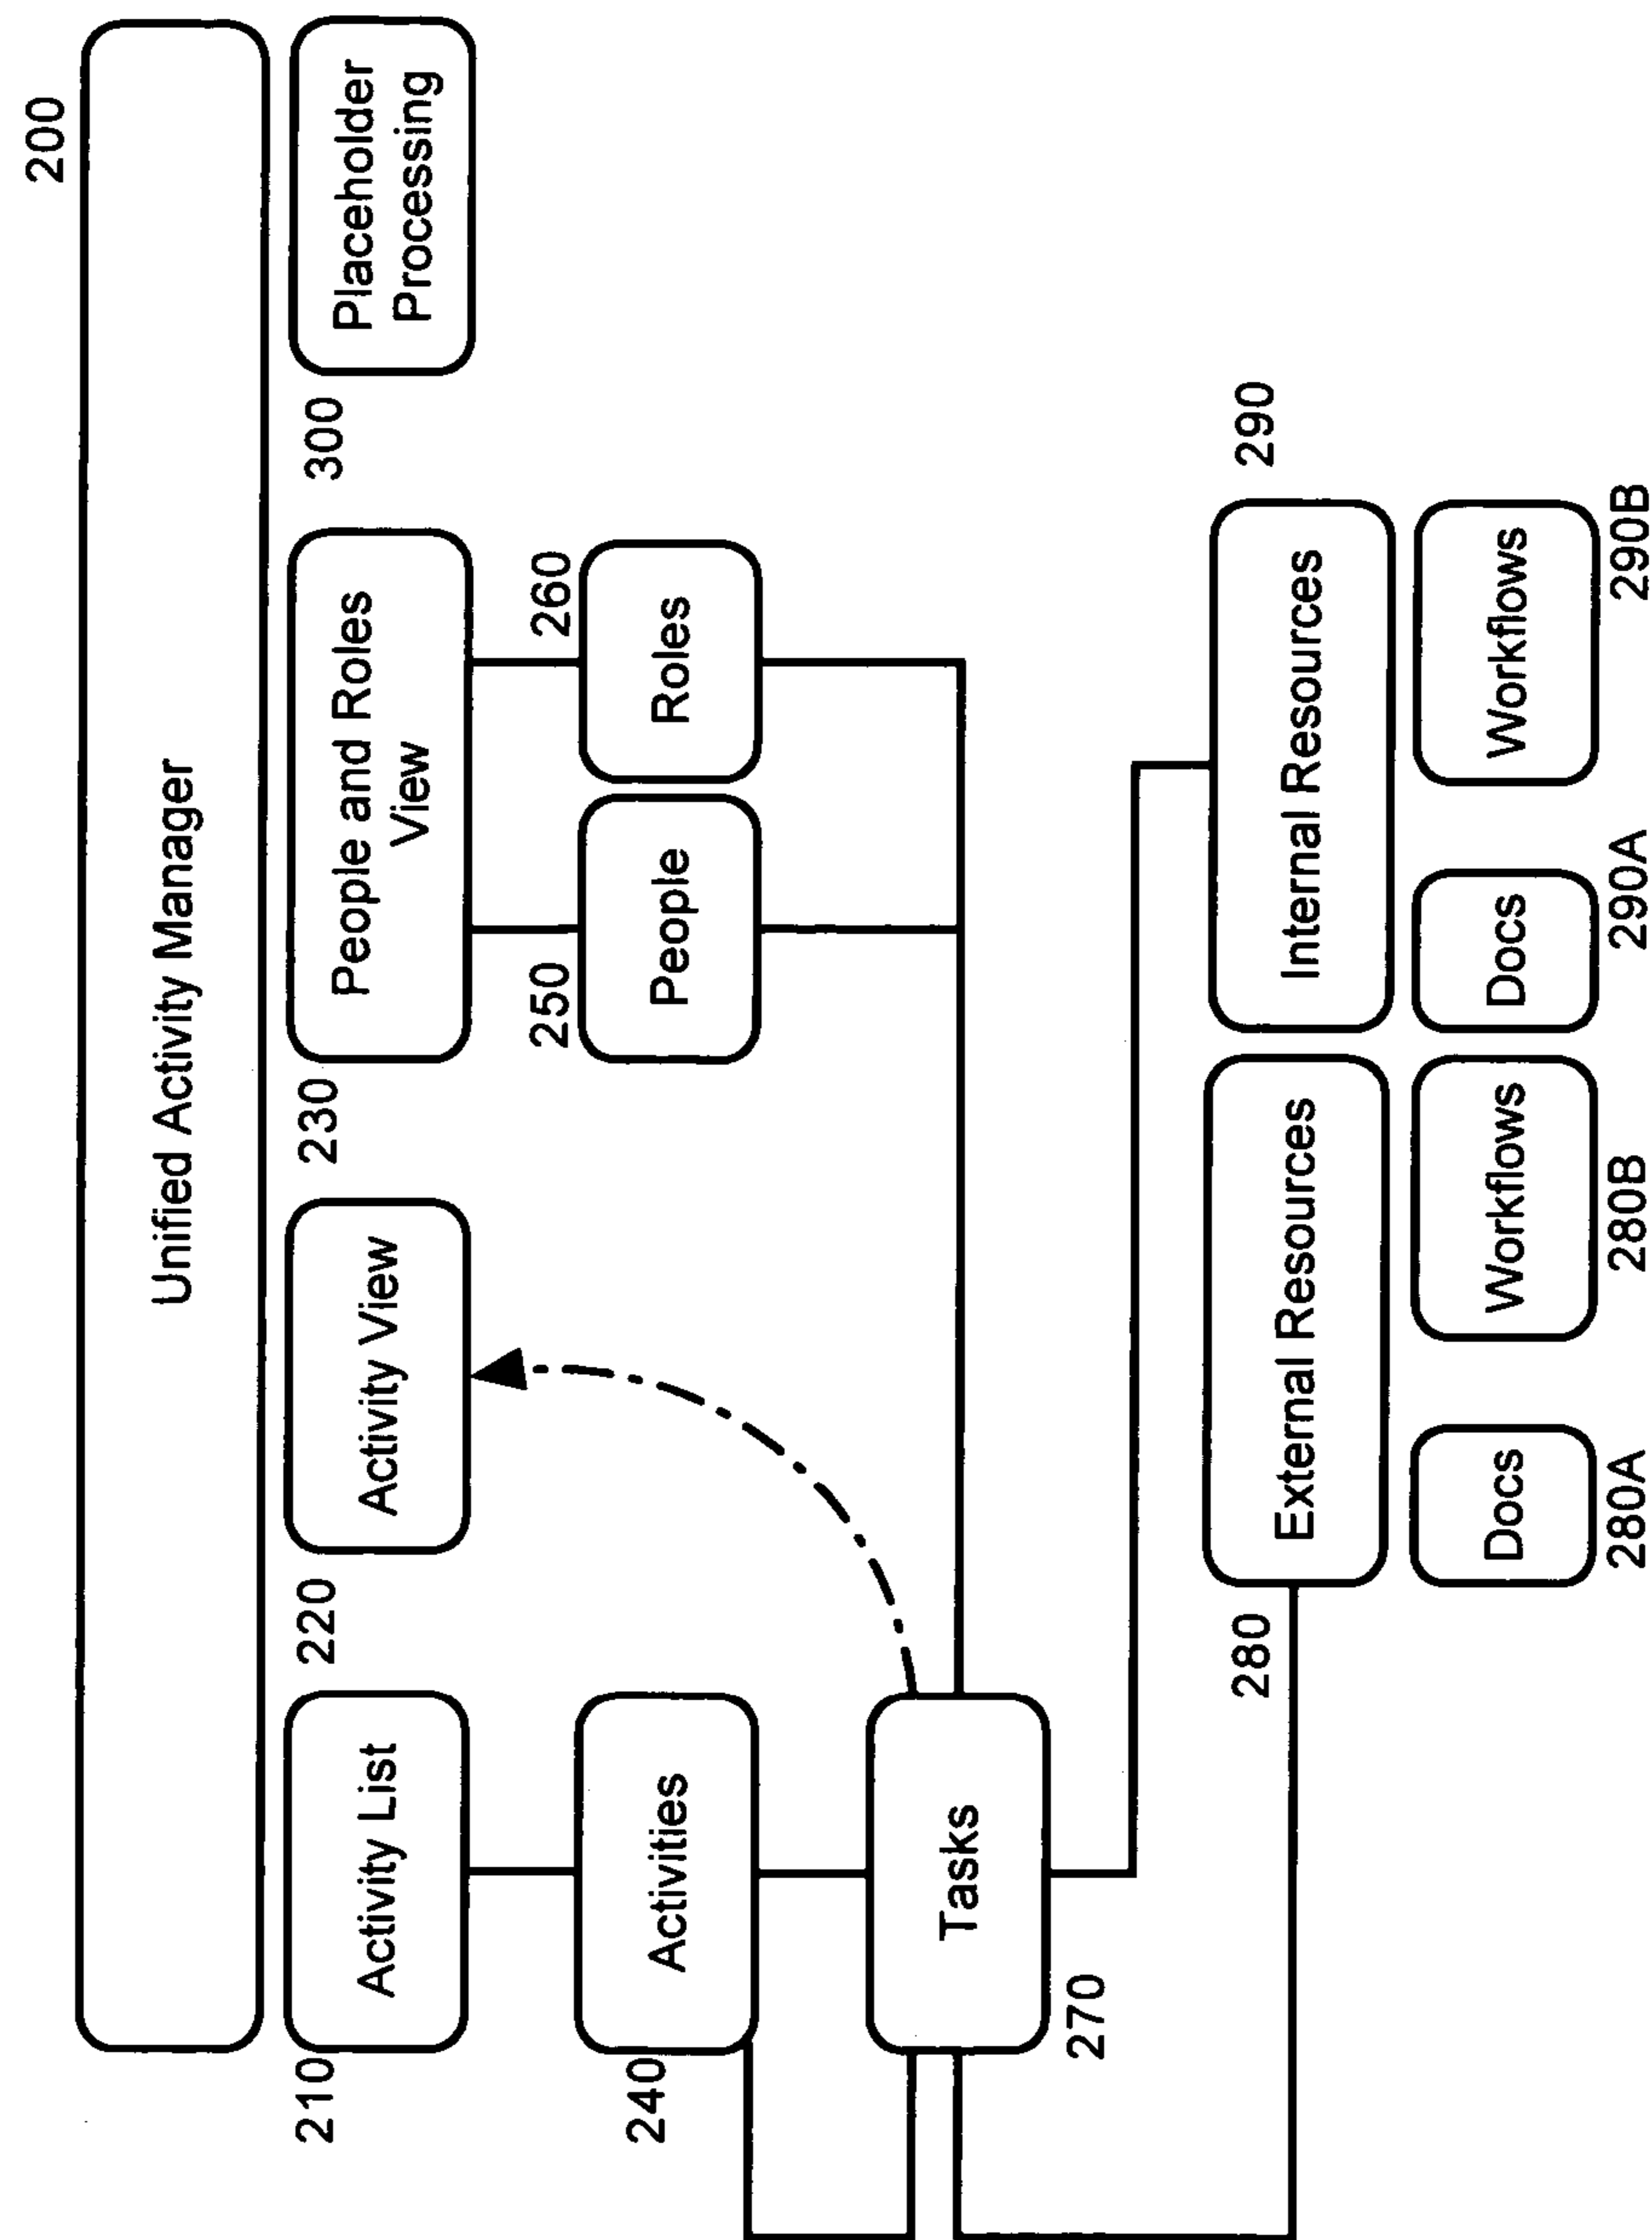 200
Unified Activity Manager
210
Activity List
220
Activity View
230
People and Roles
View
300
Placeholder
Processing
240
Activities
250
People
260
Roles
Tasks
270
280
External Resources
Internal Resources
290
Docs
Workflows
Docs
Workflows
280A
280B
290A
290B